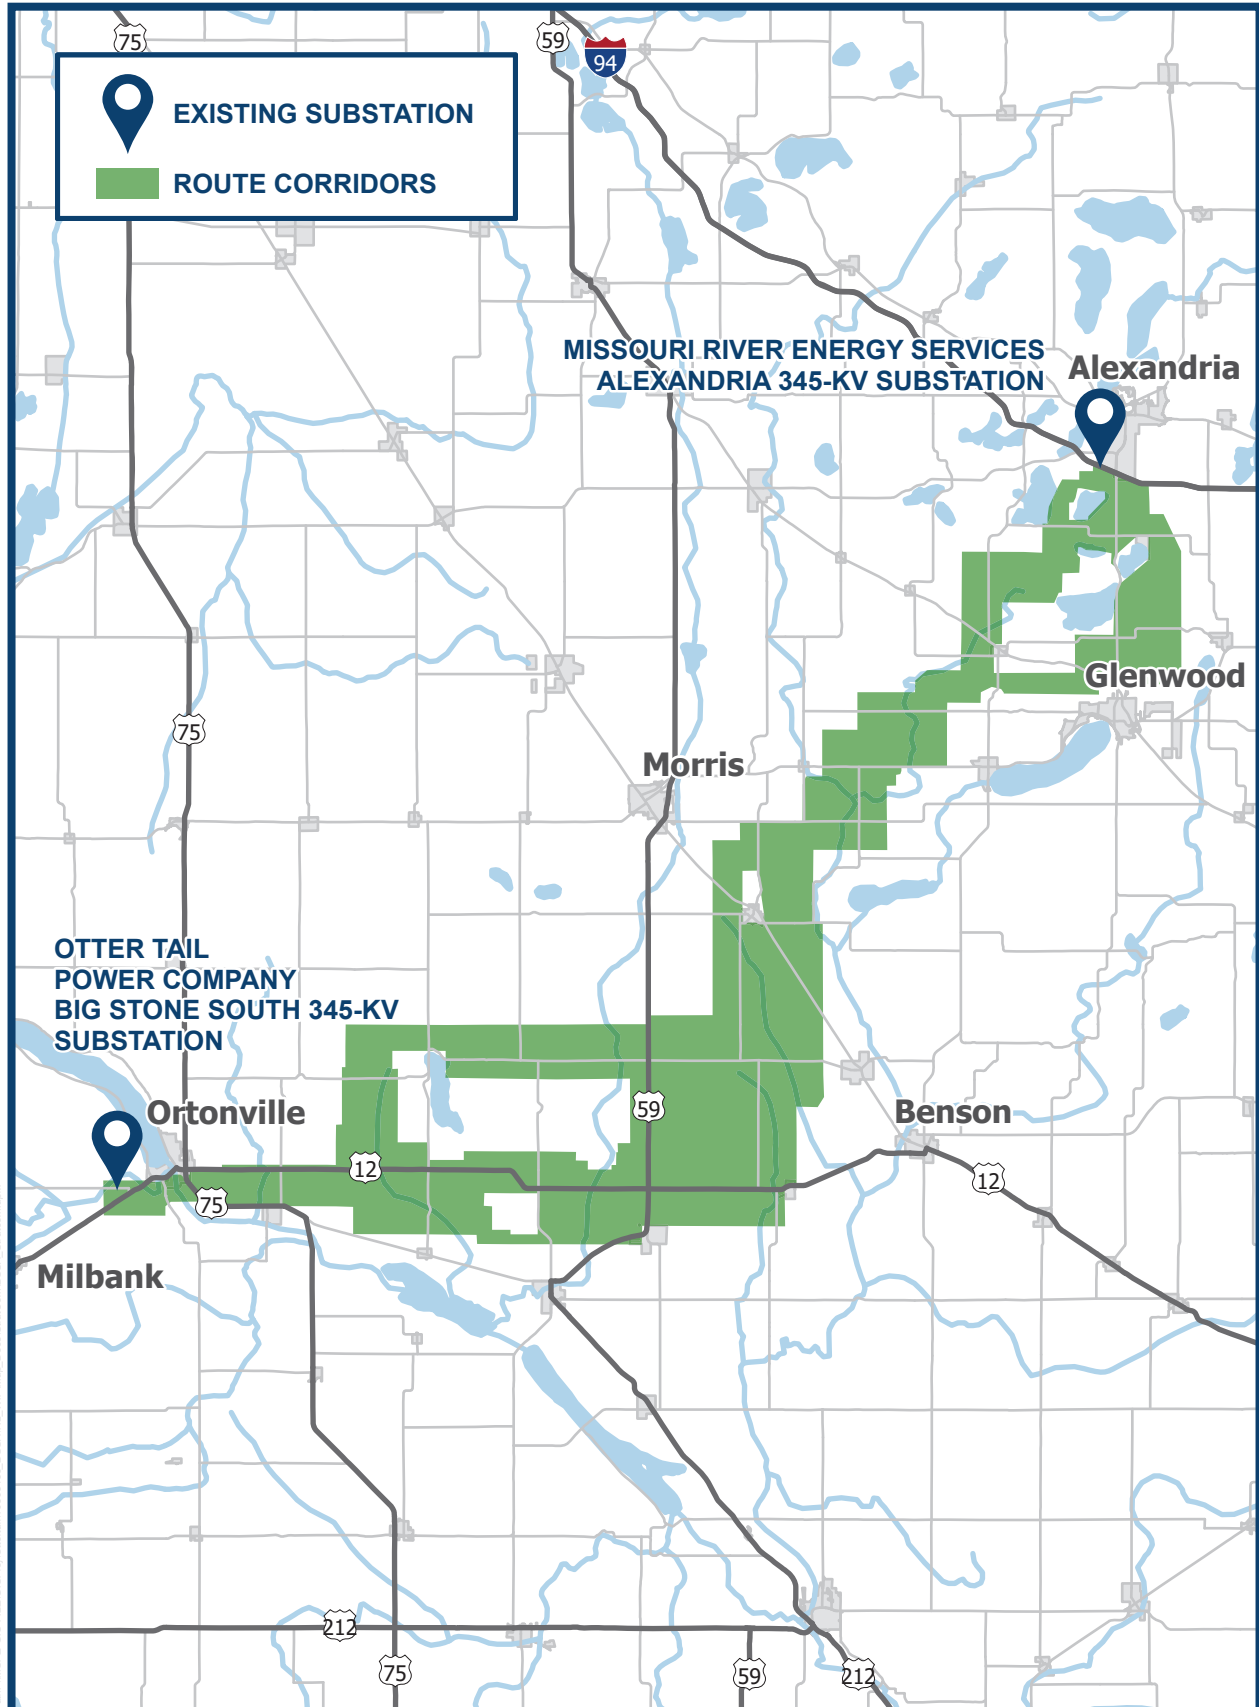 75
59
94
EXISTING SUBSTATION
ROUTE CORRIDORS
MISSOURI RIVER ENERGY SERVICES
ALEXANDRIA 345-KV SUBSTATION
Alexandria
Glenwood
75
Morris
OTTER TAIL
POWER COMPANY
BIG STONE SOUTH 345-KV
SUBSTATION
Ortonville
59
Benson
12
12
75
Milbank
212
75
59
212